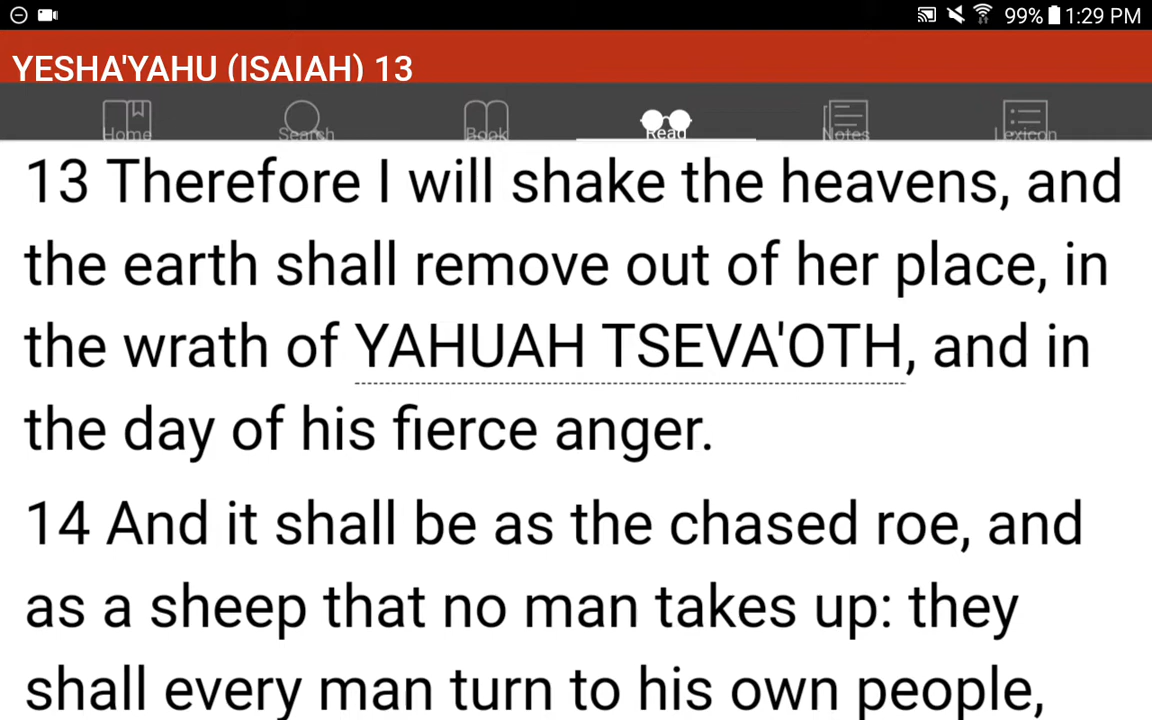 99% 1:29 PM
YESHA'YAHU (ISAIAH) 13
Home Search Book Read Notes Lexicon
13 Therefore I will shake the heavens, and
the earth shall remove out of her place, in
the wrath of YAHUAH TSEVA'OTH, and in
the day of his fierce anger.
14 And it shall be as the chased roe, and
as a sheep that no man takes up: they
shall every man turn to his own people,